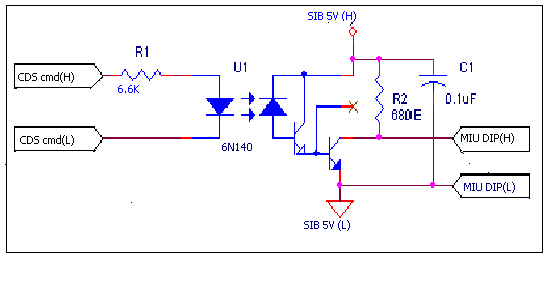 SIB 5V (H)
R1
U1
C1
CDS cmd(H)
6.6K
R2
0.1uF
680E
CDS cmd(L)
6N140
MIU DIP(H)
MIU DIP(L)
SIB 5V (L)